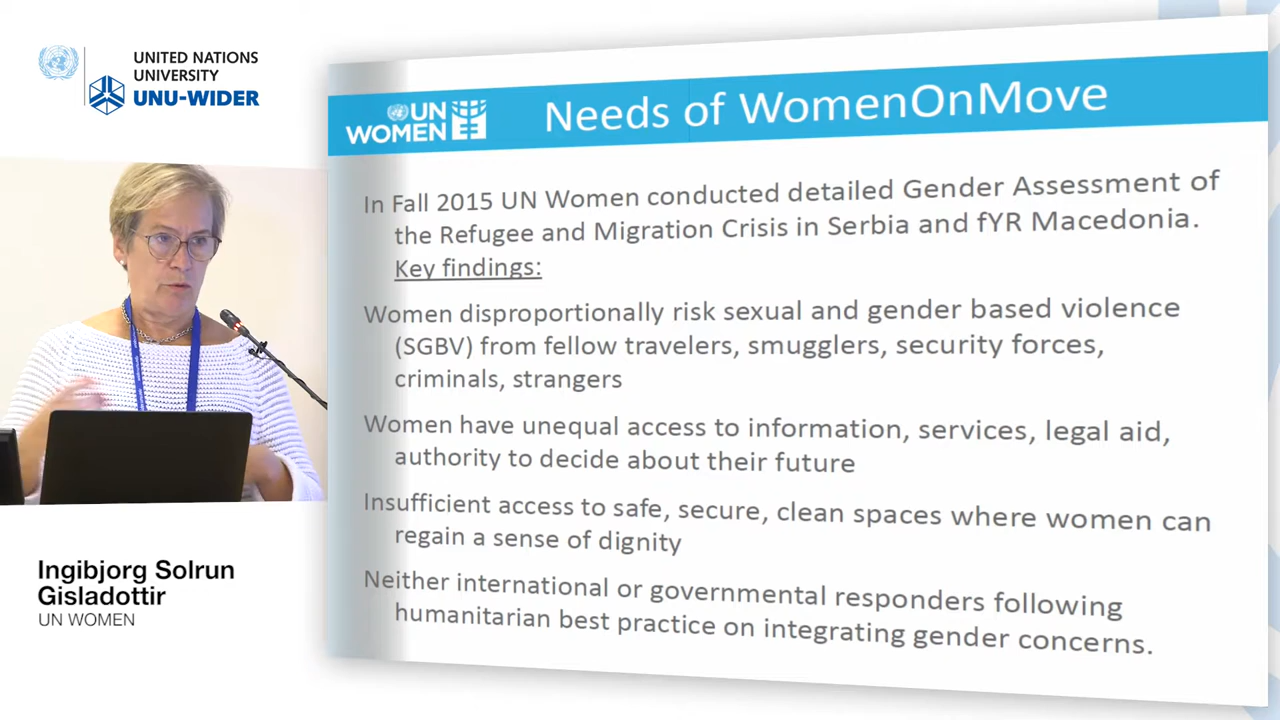 UNITED NATIONS
UNIVERSITY
UNU-WIDER
UN
WOMEN
Needs of WomenOnMove
In Fall 2015 UN Women conducted detailed Gender Assessment of
the Refugee and Migration Crisis in Serbia and fYR Macedonia.
Key findings:
Women disproportionally risk sexual and gender based violence
(SGBV) from fellow travelers, smugglers, security forces,
criminals, strangers
Women have unequal access to information, services, legal aid,
authority to decide about their future
Insufficient access to safe, secure, clean spaces where women can
regain a sense of dignity
Neither international or governmental responders following
humanitarian best practice on integrating gender concerns.
Ingibjorg Solrun
Gisladottir
UN WOMEN